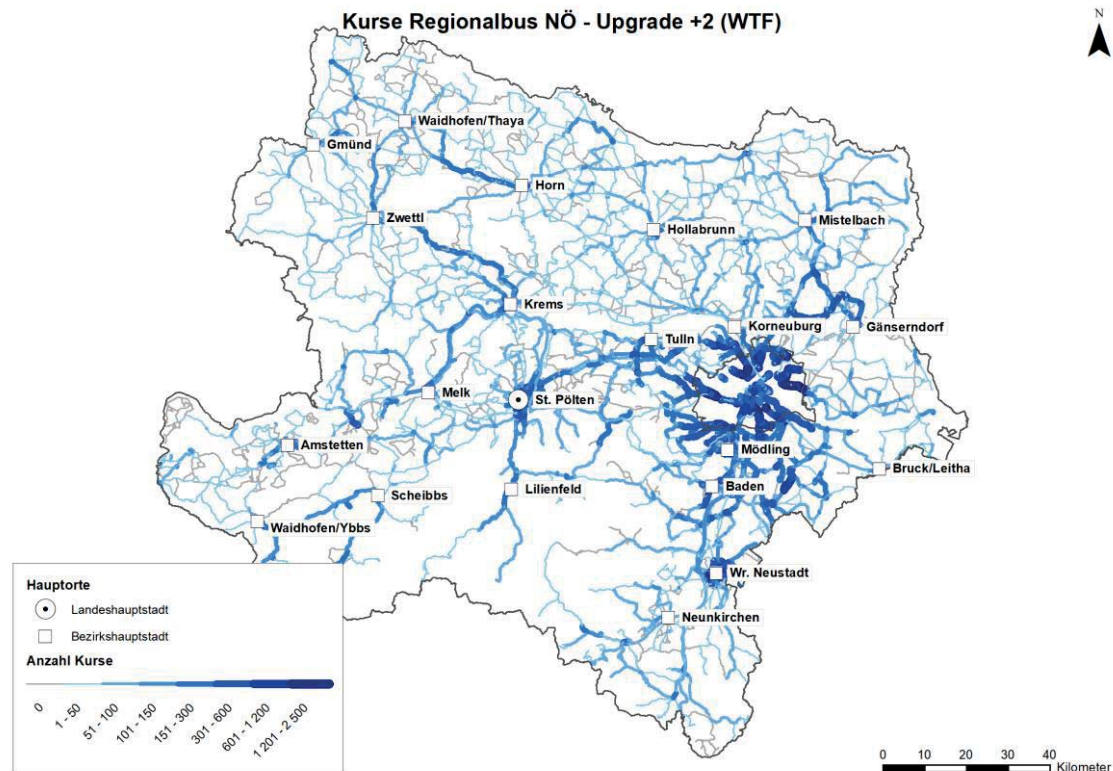 Kurse Regionalbus NÖ - Upgrade +2 (WTF)
N
Waidhofen/Thaya
Gmünd
Horn
Zwettl
Mistelbach
Hollabrunn
Krems
Korneuburg
Gänserndorf
Tulln
Melk
St. Pölten
Amstetten
Mödling
Bruck/Leitha
Baden
Scheibbs
Lilienfeld
Waidhofen/Ybbs
Wr. Neustadt
Neunkirchen
Hauptorte
Landeshauptstadt
Bezirkshauptstadt
Anzahl Kurse
0
1 - 50
51 - 100
101 - 150
151 - 300
301 - 600
601 - 1 200
1 201 - 2 500
0 10 20 30 40
Kilometer